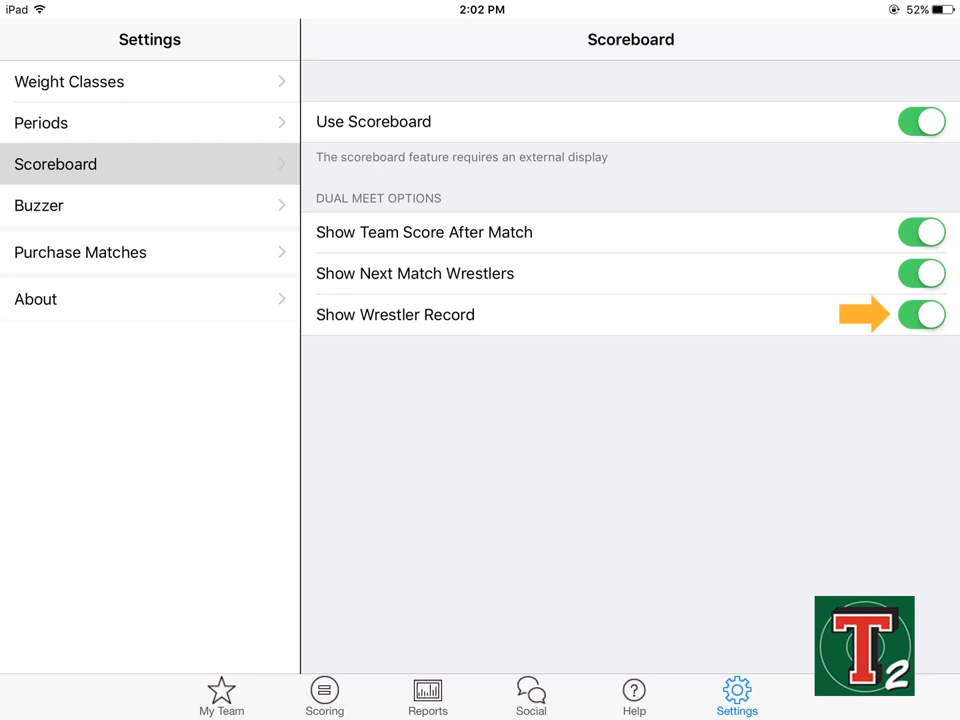 iPad 2:02 PM 52%
Settings
Scoreboard
Weight Classes
Periods
Scoreboard
Buzzer
Purchase Matches
About
Use Scoreboard
The scoreboard feature requires an external display
DUAL MEET OPTIONS
Show Team Score After Match
Show Next Match Wrestlers
Show Wrestler Record
T2
My Team Scoring Reports Social Help Settings